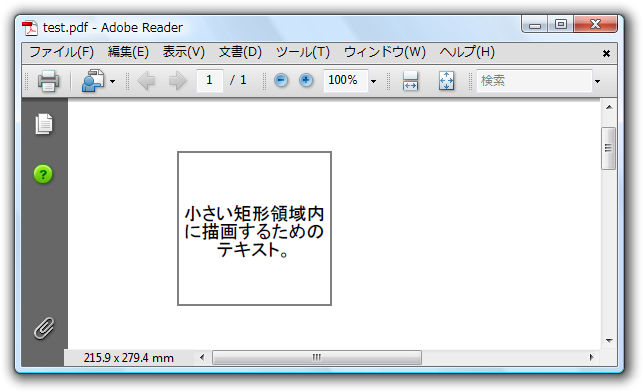 test.pdf - Adobe Reader
ファイル(F) 編集(E) 表示(V) 文書(D) ツール(T) ウィンドウ(W) ヘルプ(H)
1 / 1 100% 検索
小さい矩形領域内
に描画するための
テキスト。
215.9 x 279.4 mm